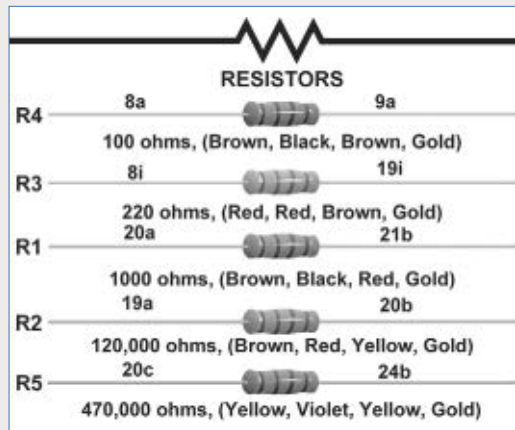 RESISTORS
R4 8a 9a
100 ohms, (Brown, Black, Brown, Gold)
R3 8i 19i
220 ohms, (Red, Red, Brown, Gold)
R1 20a 21b
1000 ohms, (Brown, Black, Red, Gold)
R2 19a 20b
120,000 ohms, (Brown, Red, Yellow, Gold)
R5 20c 24b
470,000 ohms, (Yellow, Violet, Yellow, Gold)